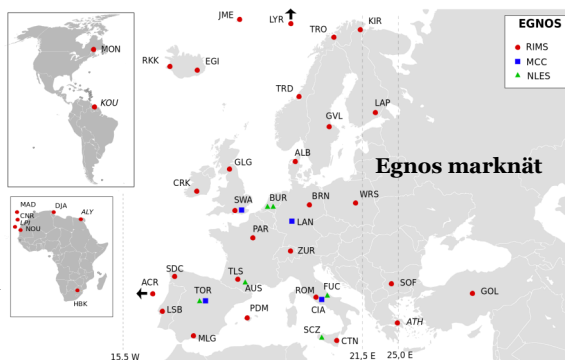 JME
LYR
KIR
TRO
EGNOS
RIMS
MCC
NLES
MON
RKK
EGI
KOU
TRD
LAP
GVL
ALB
GLG
Egnos marknät
CRK
SWA
BUR
BRN
WRS
LAN
PAR
ZUR
MAD
DJA
ALY
CNR
LPI
NOU
HBK
SDC
TLS
ACR
TOR
AUS
ROM
FUC
SOF
GOL
CIA
LSB
PDM
SCZ
ATH
MLG
CTN
15.5 W
21,5 E
25,0 E